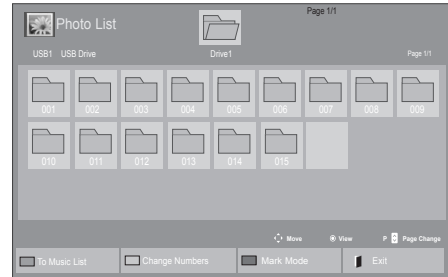 Page 1/1
Photo List
USB1 USB Drive Drive1 Page 1/1
001 002 003 004 005 006 007 008 009
010 011 012 013 014 015
Move View P Page Change
To Music List Change Numbers Mark Mode Exit